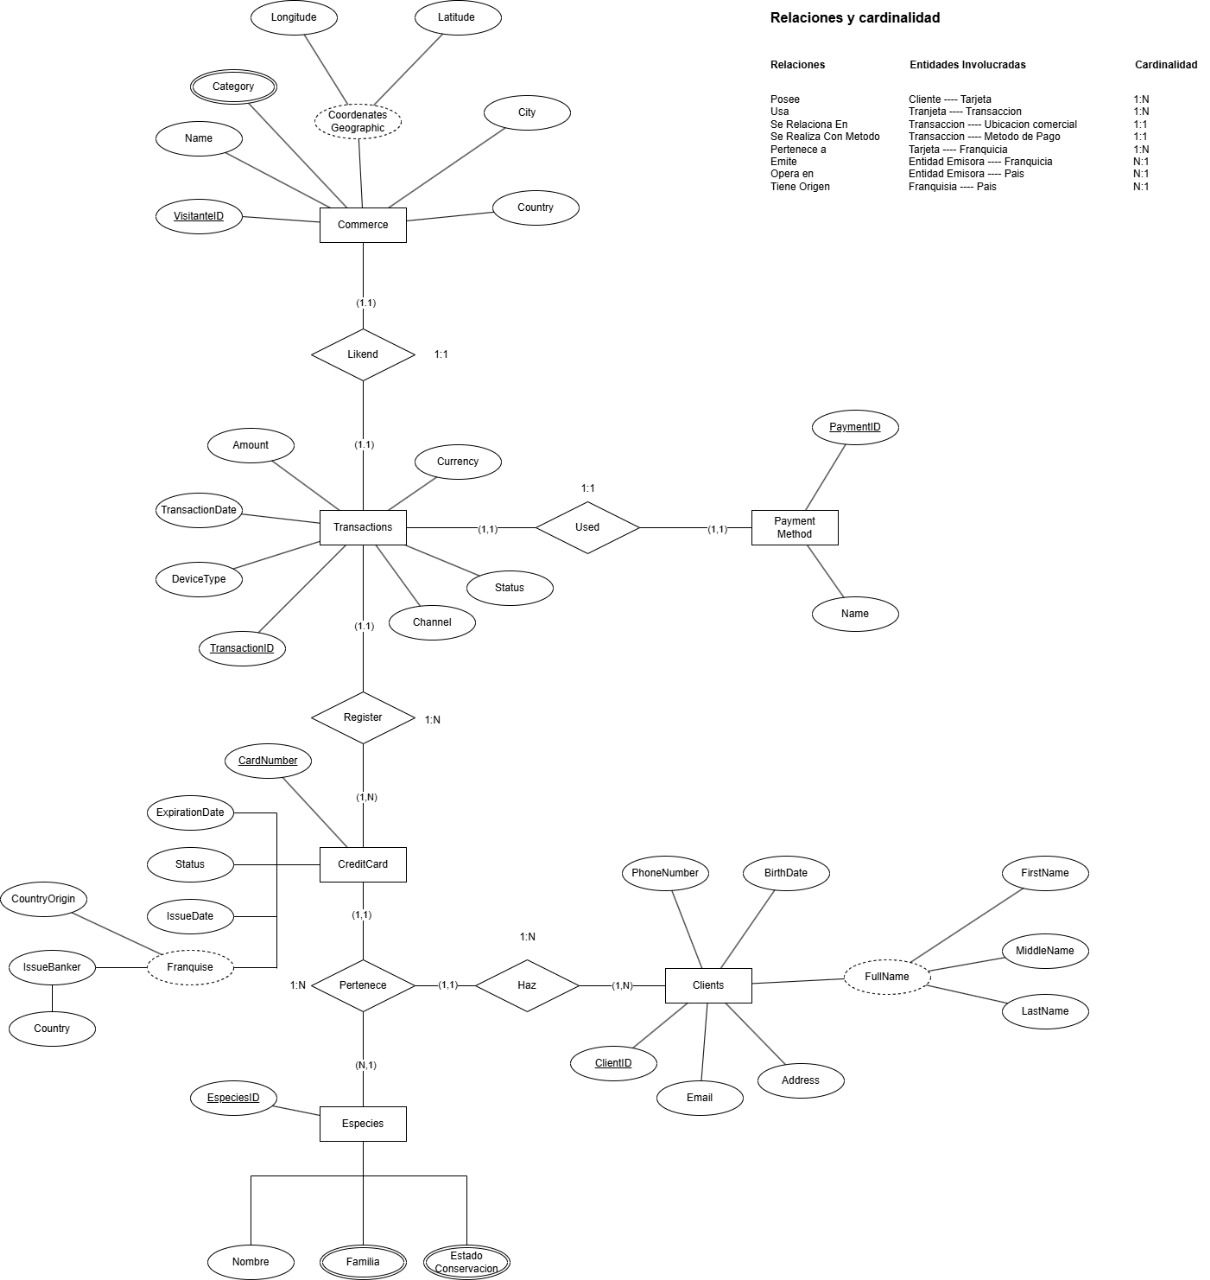 Longitude
Latitude
Category
Coordenates
Geographic
City
Name
VisitanteID
Country
Commerce
(1.1)
Likend
1:1
(1.1)
Amount
Currency
TransactionDate
Transactions
DeviceType
Status
Channel
TransactionID
(1,1)
1:1
Used
(1,1)
PaymentID
Payment
Method
Name
(1.1)
Register
1:N
CardNumber
(1,N)
ExpirationDate
Status
CreditCard
IssueDate
CountryOrigin
IssueBanker
Franquise
Country
(1,1)
1:N
Pertenece
(1,1)
1:N
Haz
(1,N)
PhoneNumber
BirthDate
Clients
FullName
FirstName
MiddleName
LastName
ClientID
Email
Address
(N,1)
EspeciesID
Especies
Nombre
Familia
Estado
Conservacion
Relaciones y cardinalidad
Relaciones Entidades Involucradas Cardinalidad
Posee Cliente ---- Tarjeta 1:N
Usa Tranjeta ---- Transaccion 1:N
Se Relaciona En Transaccion ---- Ubicacion comercial 1:1
Se Realiza Con Metodo Transaccion ---- Metodo de Pago 1:1
Pertenece a Tarjeta ---- Franquicia 1:N
Emite Entidad Emisora ---- Franquicia N:1
Opera en Entidad Emisora ---- Pais N:1
Tiene Origen Franquisia ---- Pais N:1